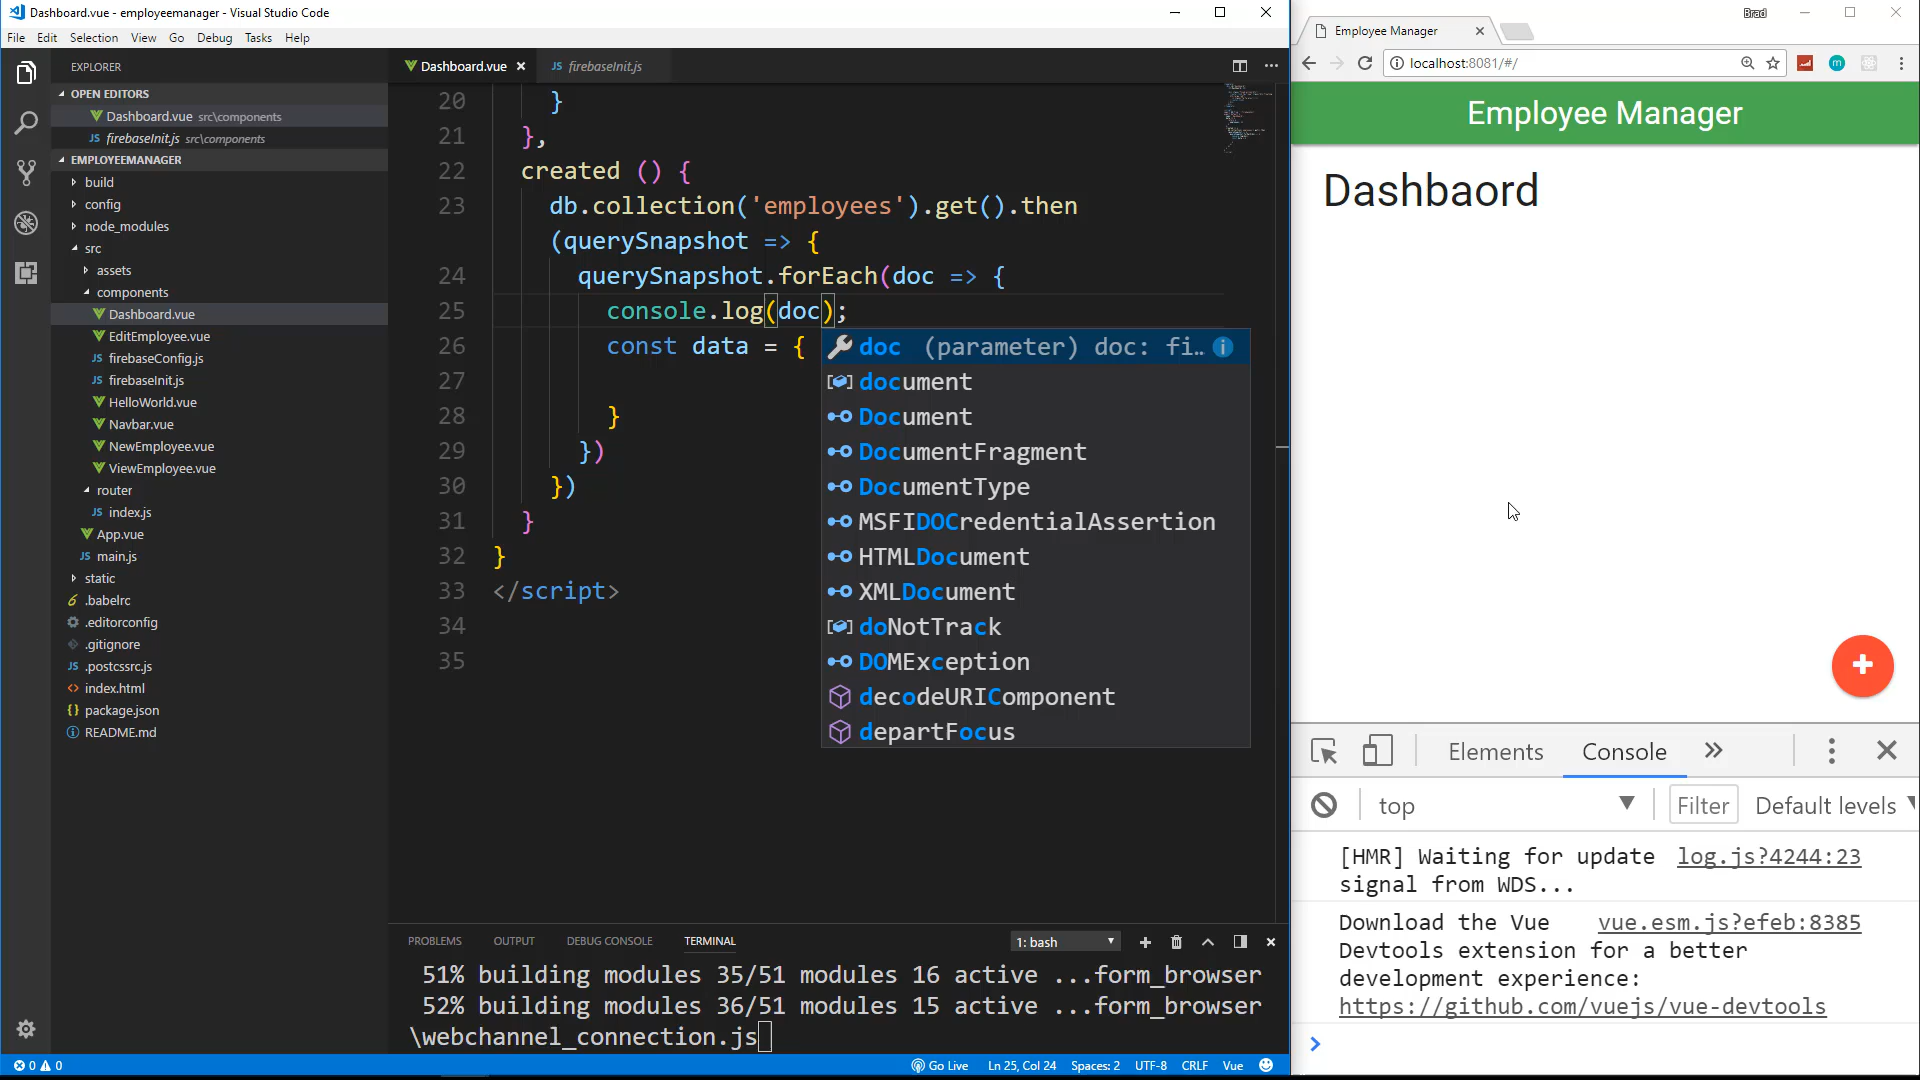 Dashboard.vue - employeemanager - Visual Studio Code
File Edit Selection View Go Debug Tasks Help
EXPLORER
OPEN EDITORS
Dashboard.vue src\components
firebaseInit.js src\components
EMPLOYEEMANAGER
build
config
node_modules
src
assets
components
Dashboard.vue
EditEmployee.vue
JS firebaseConfig.js
JS firebaseInit.js
HelloWorld.vue
Navbar.vue
NewEmployee.vue
ViewEmployee.vue
router
JS index.js
App.vue
JS main.js
static
.babelrc
.editorconfig
.gitignore
JS .postcssrc.js
<> index.html
{} package.json
README.md
Dashboard.vue JS firebaseInit.js
20 }
21 },
22 created () {
23 db.collection('employees').get().then
(querySnapshot => {
24 querySnapshot.forEach(doc => {
25 console.log(doc);
26 const data = {
27
28 }
29 })
30 })
31 }
32 }
33 </script>
34
35
doc (parameter) doc: fi…
document
Document
DocumentFragment
DocumentType
MSFIDOCredentialAssertion
HTMLDocument
XMLDocument
doNotTrack
DOMException
decodeURIComponent
departFocus
PROBLEMS OUTPUT DEBUG CONSOLE TERMINAL 1: bash
51% building modules 35/51 modules 16 active ...form_browser
52% building modules 36/51 modules 15 active ...form_browser
\webchannel_connection.js
0 0 Go Live Ln 25, Col 24 Spaces: 2 UTF-8 CRLF Vue
Brad
Employee Manager
localhost:8081/#/
Employee Manager
Dashbaord
+
Elements Console
top Filter Default levels
[HMR] Waiting for update log.js?4244:23
signal from WDS...
Download the Vue vue.esm.js?efeb:8385
Devtools extension for a better
development experience:
https://github.com/vuejs/vue-devtools
>